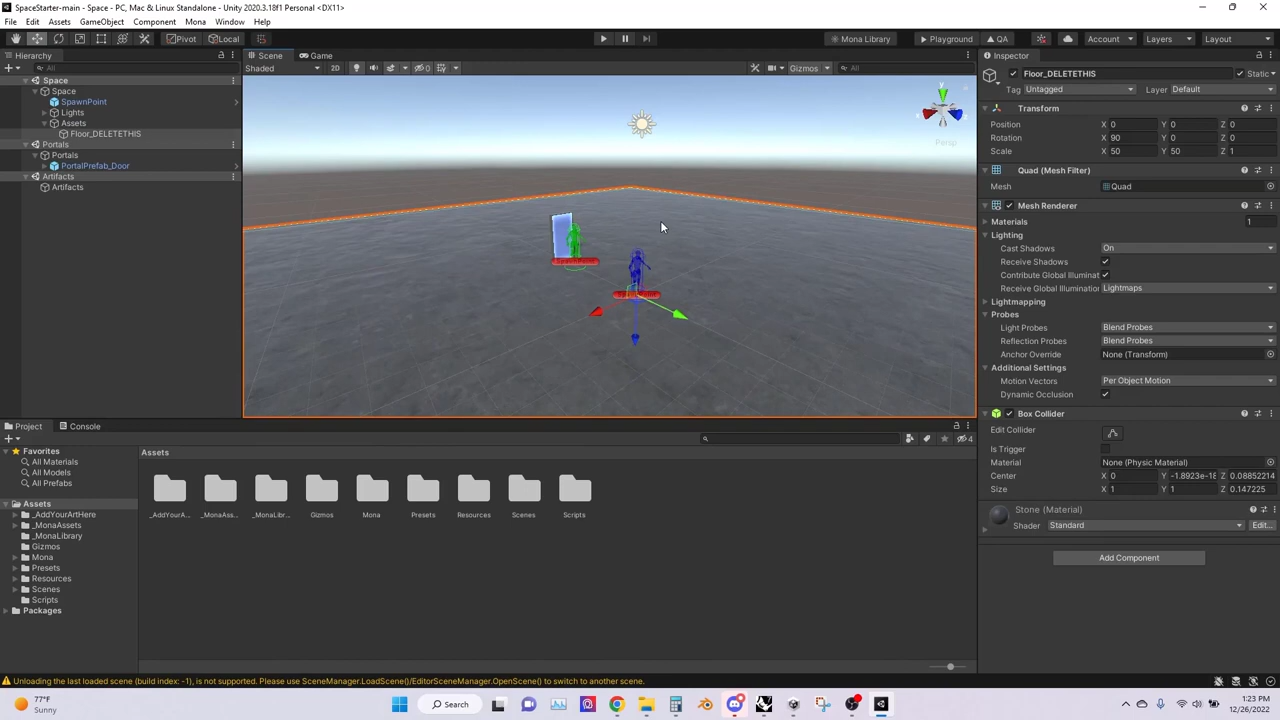 SpaceStarter-main - Space - PC, Mac & Linux Standalone - Unity 2020.3.18f1 Personal <DX11>
File Edit Assets GameObject Component Mona Window Help
Pivot Local Mona Library Playground QA Account Layers Layout
Hierarchy
All
Space
Space
SpawnPoint
Lights
Assets
Floor_DELETETHIS
Portals
Portals
PortalPrefab_Door
Artifacts
Artifacts
Scene Game
Shaded 2D 0 Gizmos All
y
x
z
Persp
Inspector
Floor_DELETETHIS Static
Tag Untagged Layer Default
Transform
Position X 0 Y 0 Z 0
Rotation X 90 Y 0 Z 0
Scale X 50 Y 50 Z 1
Quad (Mesh Filter)
Mesh Quad
Mesh Renderer
Materials 1
Lighting
Cast Shadows On
Receive Shadows
Contribute Global Illuminat
Receive Global Illumination Lightmaps
Lightmapping
Probes
Light Probes Blend Probes
Reflection Probes Blend Probes
Anchor Override None (Transform)
Additional Settings
Motion Vectors Per Object Motion
Dynamic Occlusion
Box Collider
Edit Collider
Is Trigger
Material None (Physic Material)
Center X 0 Y -1.8923e-18 Z 0.08852214
Size X 1 Y 1 Z 0.147225
Stone (Material)
Shader Standard Edit...
Add Component
Project Console
4
Favorites
All Materials
All Models
All Prefabs
Assets
_AddYourArtHere
_MonaAssets
_MonaLibrary
Gizmos
Mona
Presets
Resources
Scenes
Scripts
Packages
Assets
_AddYourA... _MonaAss... _MonaLibr... Gizmos Mona Presets Resources Scenes Scripts
Unloading the last loaded scene (build index: -1), is not supported. Please use SceneManager.LoadScene()/EditorSceneManager.OpenScene() to switch to another scene.
77°F
Sunny
Search
1:23 PM
12/26/2022